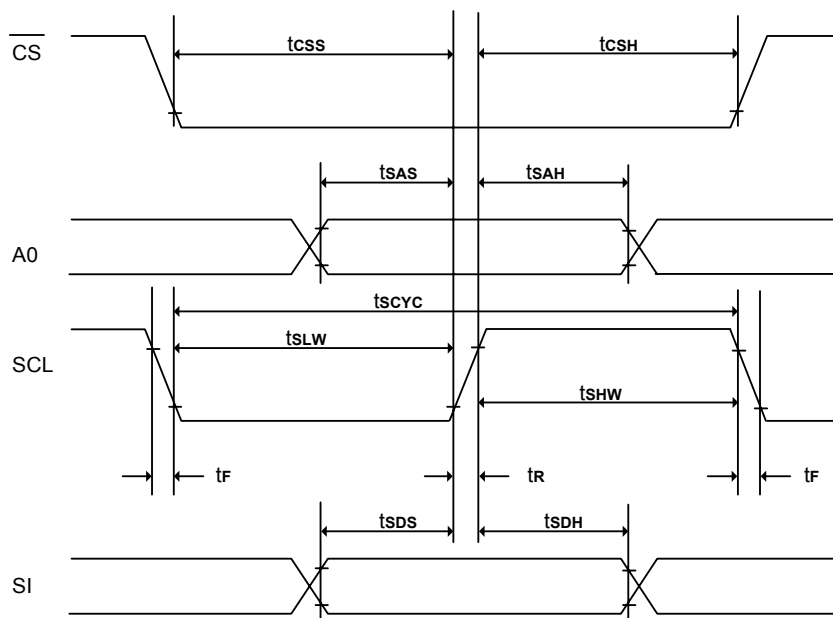 CS
tCSS
tCSH
tSAS
tSAH
A0
tSCYC
tSLW
SCL
tSHW
tF
tR
tF
tSDS
tSDH
SI